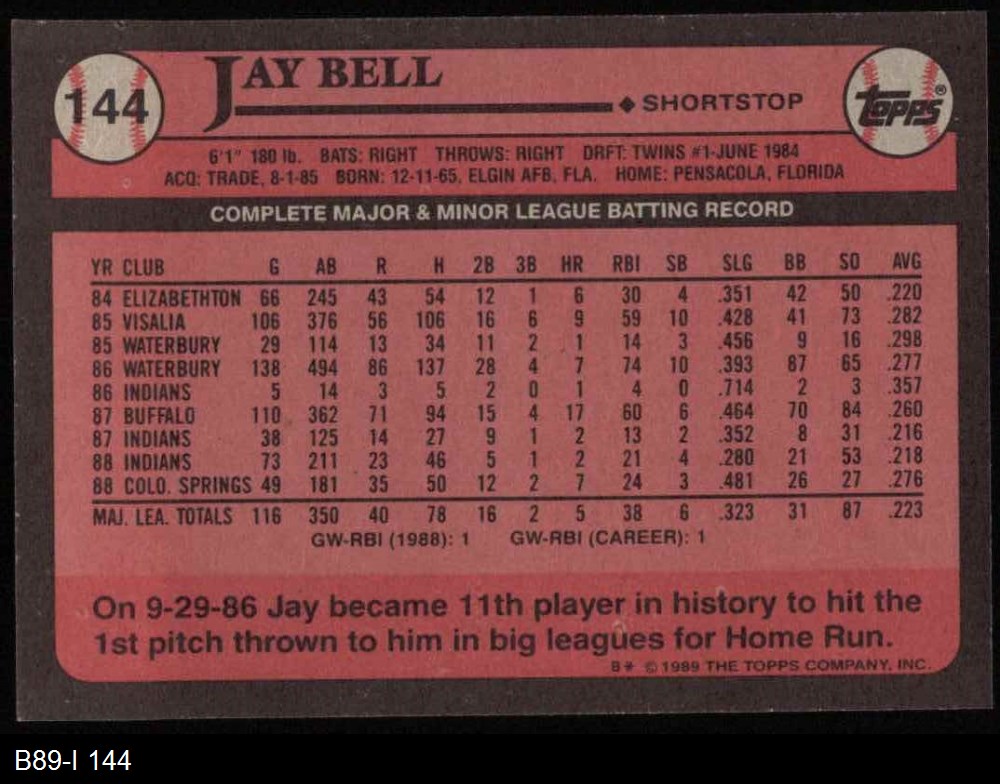 144
JAY BELL
◆ SHORTSTOP
topps®
6'1" 180 lb. BATS: RIGHT THROWS: RIGHT DRFT: TWINS #1-JUNE 1984
ACQ: TRADE, 8-1-85 BORN: 12-11-65, ELGIN AFB, FLA. HOME: PENSACOLA, FLORIDA
COMPLETE MAJOR & MINOR LEAGUE BATTING RECORD
YR CLUB G AB R H 2B 3B HR RBI SB SLG BB SO AVG
84 ELIZABETHTON 66 245 43 54 12 1 6 30 4 .351 42 50 .220
85 VISALIA 106 376 56 106 16 6 9 59 10 .428 41 73 .282
85 WATERBURY 29 114 13 34 11 2 1 14 3 .456 9 16 .298
86 WATERBURY 138 494 86 137 28 4 7 74 10 .393 87 65 .277
86 INDIANS 5 14 3 5 2 0 1 4 0 .714 2 3 .357
87 BUFFALO 110 362 71 94 15 4 17 60 6 .464 70 84 .260
87 INDIANS 38 125 14 27 9 1 2 13 2 .352 8 31 .216
88 INDIANS 73 211 23 46 5 1 2 21 4 .280 21 53 .218
88 COLO. SPRINGS 49 181 35 50 12 2 7 24 3 .481 26 27 .276
MAJ. LEA. TOTALS 116 350 40 78 16 2 5 38 6 .323 31 87 .223
GW-RBI (1988): 1 GW-RBI (CAREER): 1
On 9-29-86 Jay became 11th player in history to hit the
1st pitch thrown to him in big leagues for Home Run.
B* © 1989 THE TOPPS COMPANY, INC.
B89-I 144